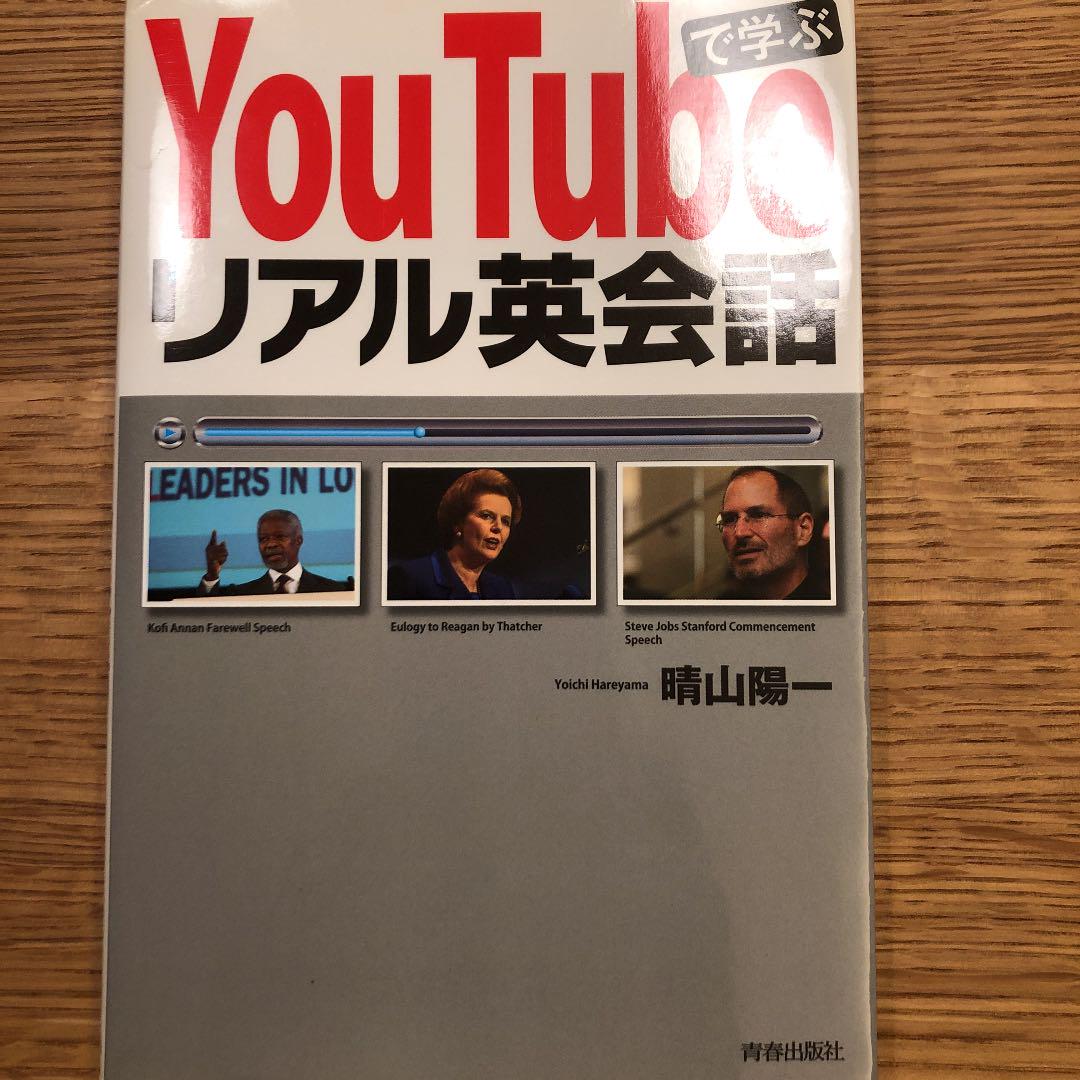 YouTube
で学ぶ
リアル英会話
LEADERS IN LO
Kofi Annan Farewell Speech
Eulogy to Reagan by Thatcher
Steve Jobs Stanford Commencement
Speech
Yoichi Hareyama 晴山陽一
青春出版社